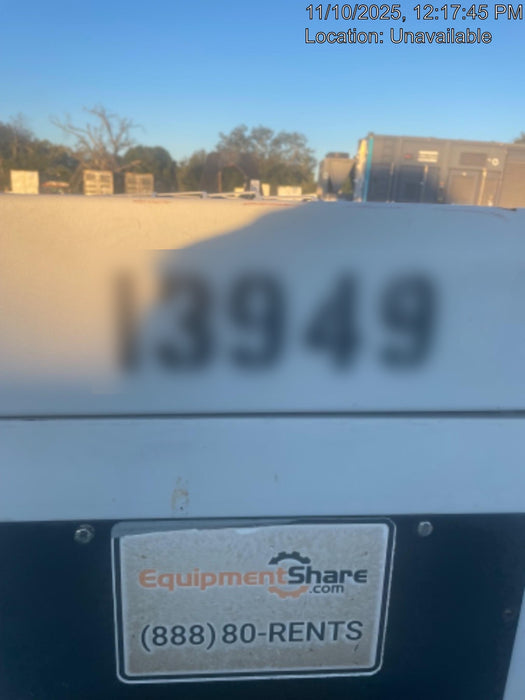 11/10/2025, 12:17:45 PM
Location: Unavailable
13949
EquipmentShare
.com
(888) 80-RENTS